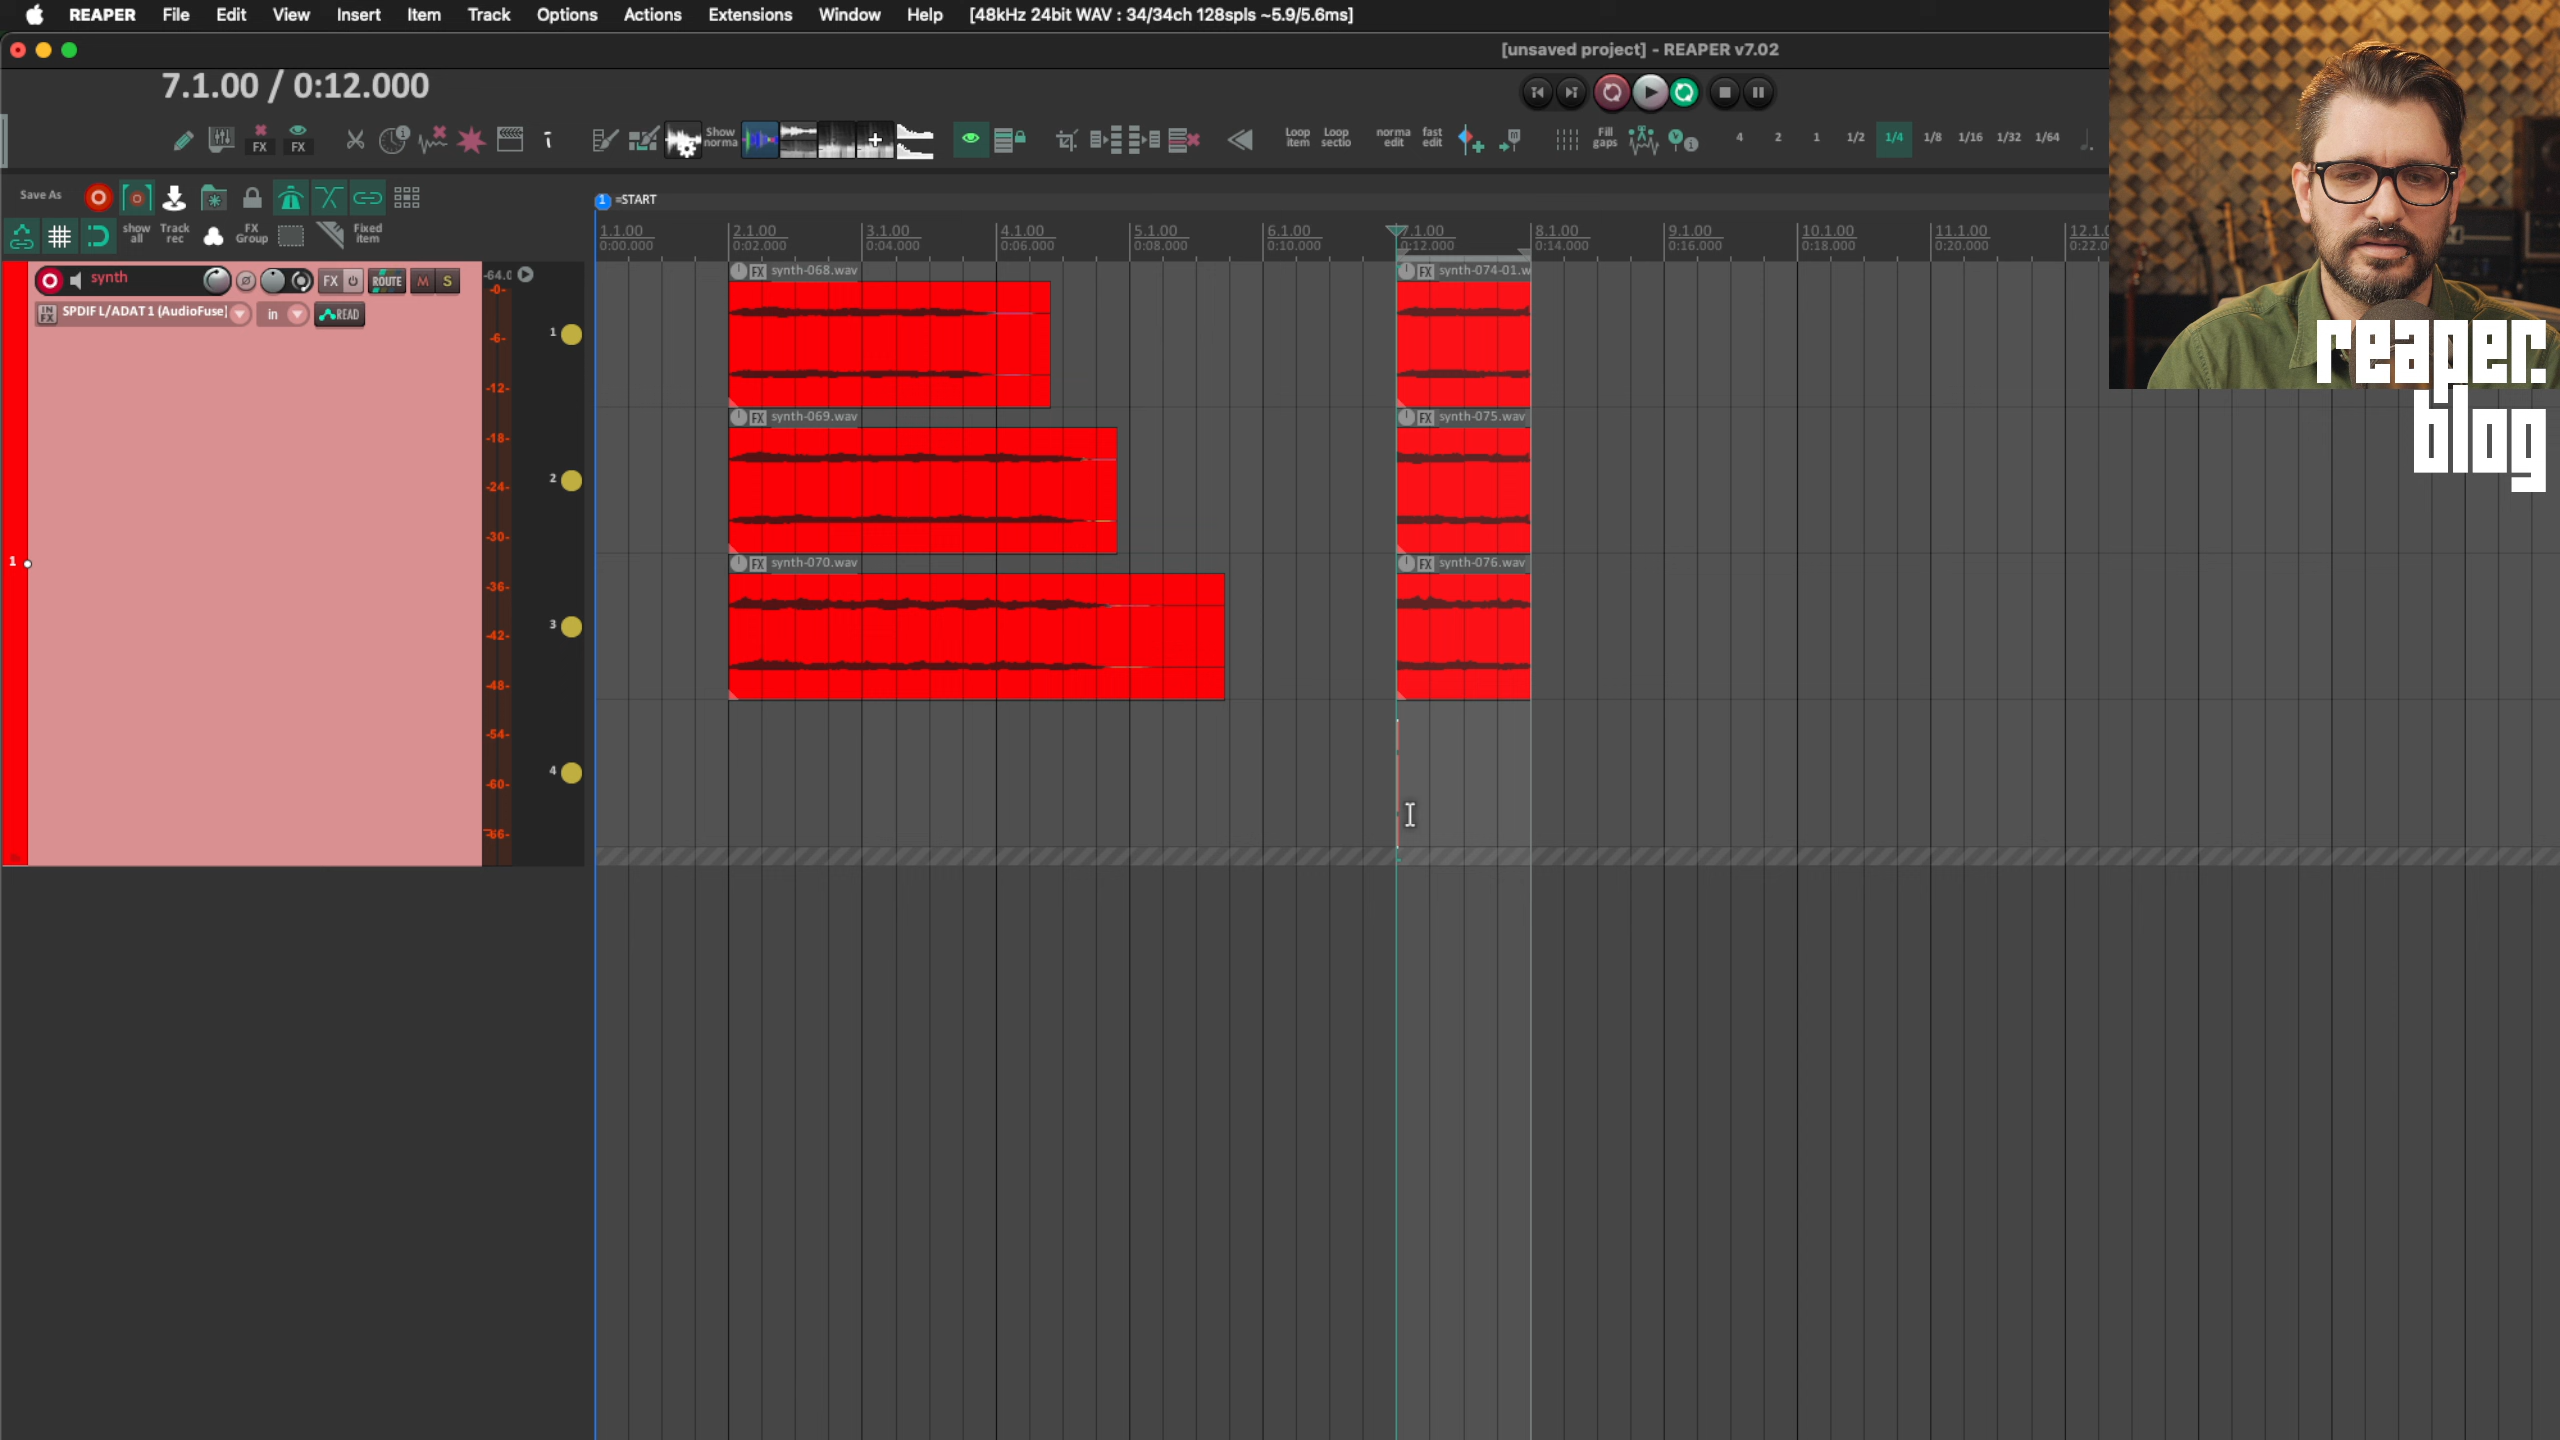 REAPER File Edit View Insert Item Track Options Actions Extensions Window Help [48kHz 24bit WAV : 34/34ch 128spls ~5.9/5.6ms]
[unsaved project] - REAPER v7.02
7.1.00 / 0:12.000
FX FX Show norma Loop item Loop sectio norma edit fast edit Fill gaps 4 2 1 1/2 1/4 1/8 1/16 1/32 1/64
Save As
show all Track rec FX Group Fixed item
1 =START
1.1.00 2.1.00 3.1.00 4.1.00 5.1.00 6.1.00 7.1.00 8.1.00 9.1.00 10.1.00 11.1.00
0:00.000 0:02.000 0:04.000 0:06.000 0:08.000 0:10.000 0:12.000 0:14.000 0:16.000 0:18.000 0:20.000
synth FX ROUTE M S
IN FX SPDIF L/ADAT 1 (AudioFuse) in READ
-0-
-6-
-12-
-18-
-24-
-30-
-36-
-42-
-48-
-54-
-60-
-66-
1
1
2
3
4
FX synth-068.wav
FX synth-069.wav
FX synth-070.wav
FX synth-074-01.w
FX synth-075.wav
FX synth-076.wav
reaper.
blog